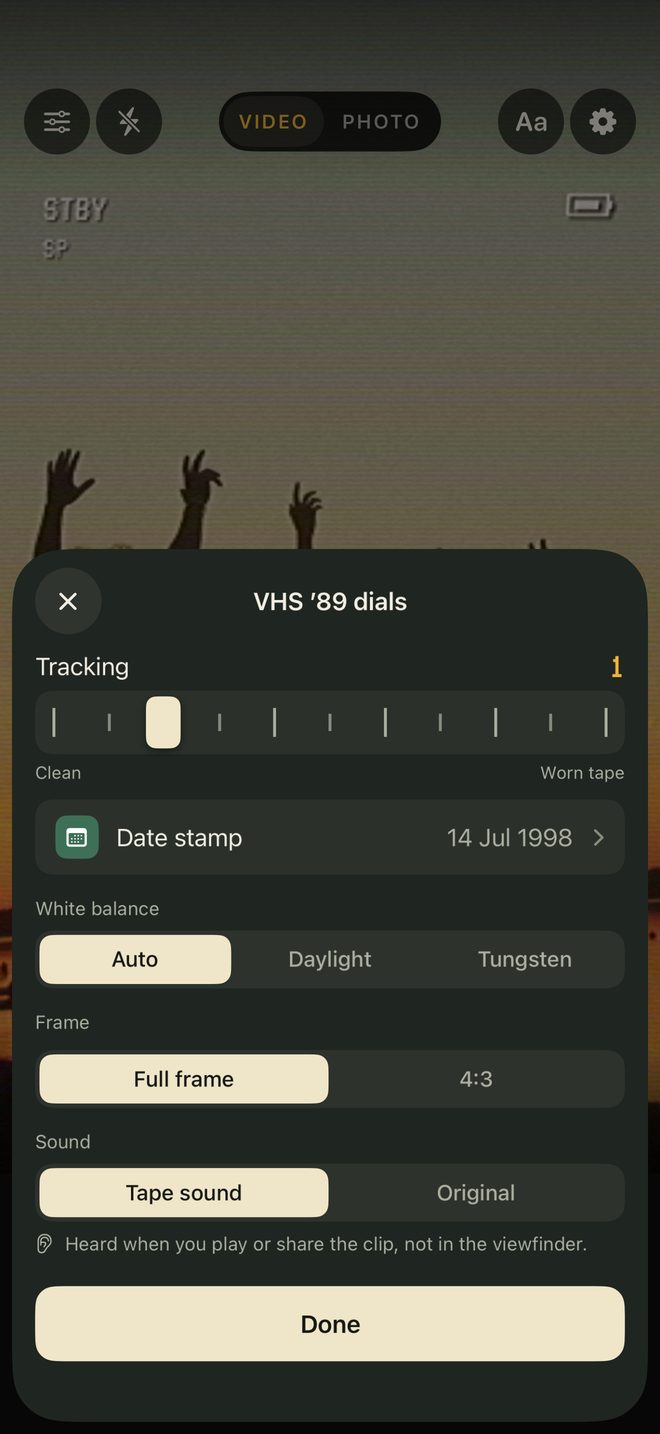 VIDEO PHOTO Aa
STBY
SP
VHS ’89 dials
Tracking 1
Clean Worn tape
Date stamp 14 Jul 1998
White balance
Auto Daylight Tungsten
Frame
Full frame 4:3
Sound
Tape sound Original
Heard when you play or share the clip, not in the viewfinder.
Done